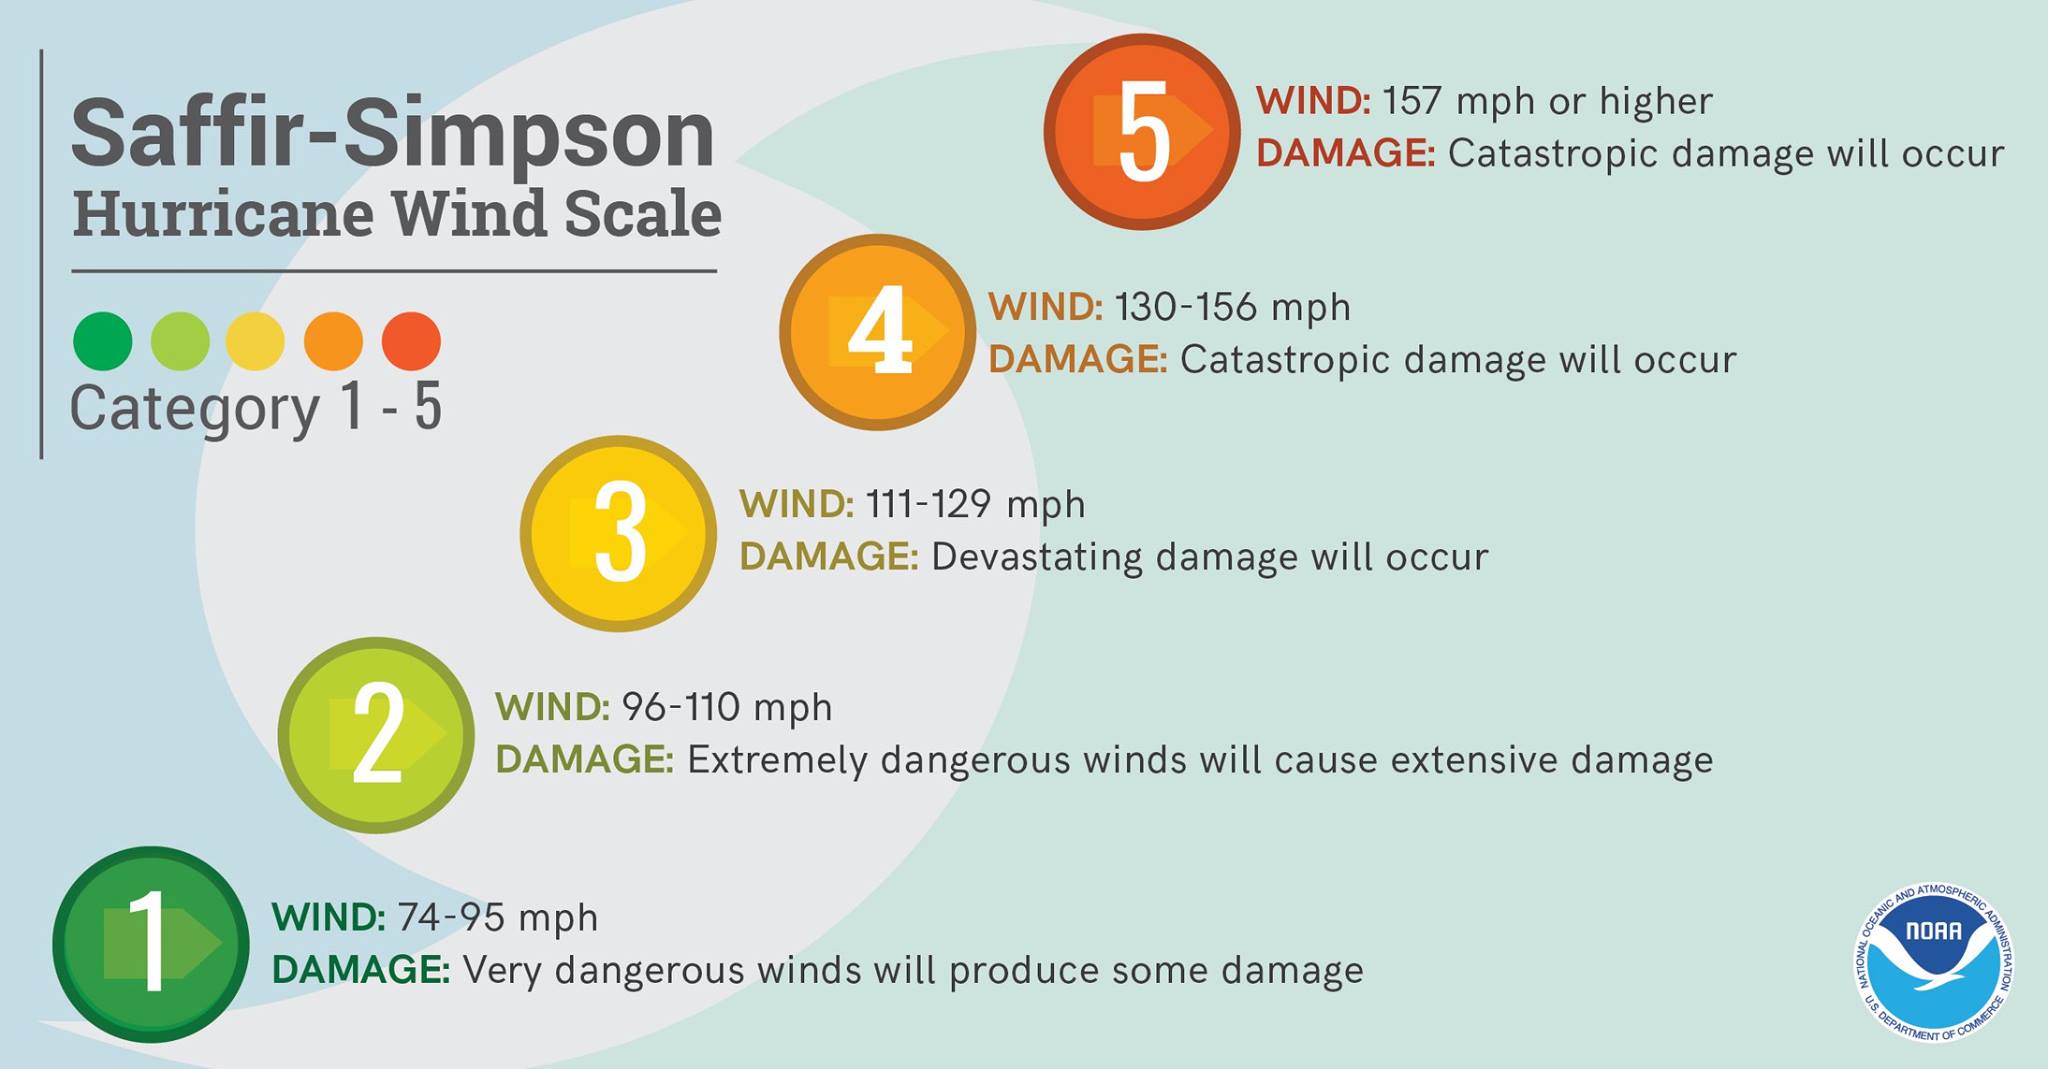 Saffir-Simpson
Hurricane Wind Scale
Category 1 - 5
5
WIND: 157 mph or higher
DAMAGE: Catastropic damage will occur
4
WIND: 130-156 mph
DAMAGE: Catastropic damage will occur
3
WIND: 111-129 mph
DAMAGE: Devastating damage will occur
2
WIND: 96-110 mph
DAMAGE: Extremely dangerous winds will cause extensive damage
1
WIND: 74-95 mph
DAMAGE: Very dangerous winds will produce some damage
NATIONAL OCEANIC AND ATMOSPHERIC ADMINISTRATION
NOAA
U.S. DEPARTMENT OF COMMERCE